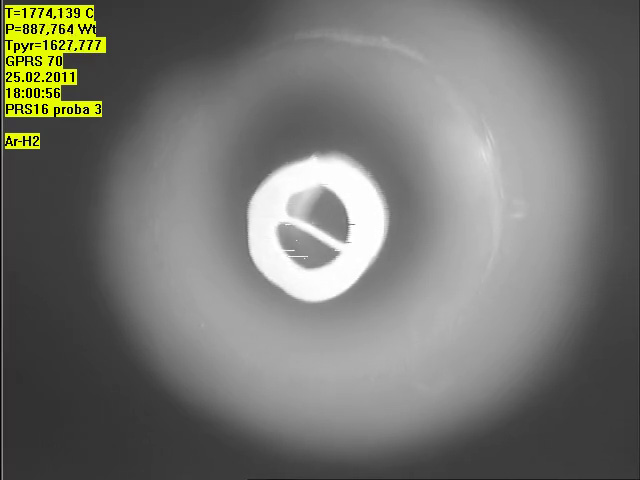 T=1774,139 C
P=887,764 Wt
Tpyr=1627,777
GPRS 70
25.02.2011
18:00:56
PRS16 proba 3
Ar-H2